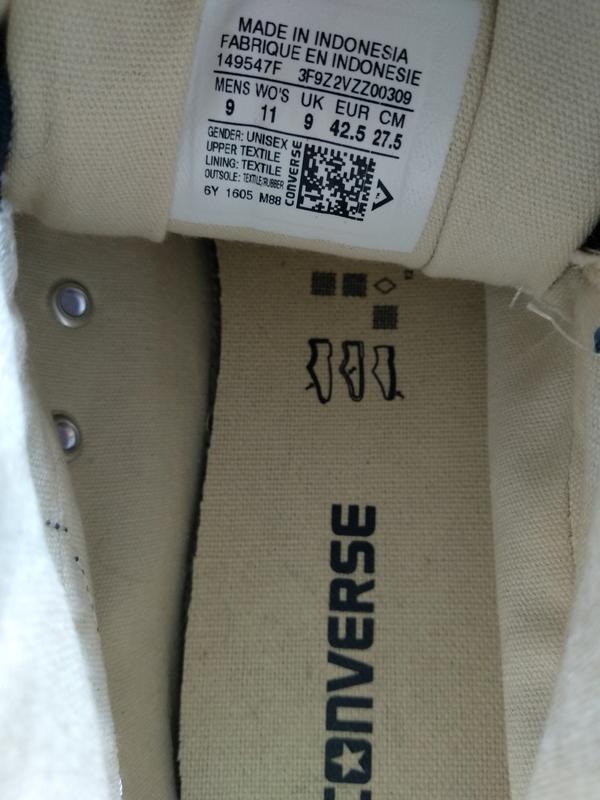 MADE IN INDONESIA
FABRIQUE EN INDONESIE
149547F 3F9Z2VZZ00309
MENS WO'S UK EUR CM
9 11 9 42.5 27.5
GENDER: UNISEX
UPPER TEXTILE
LINING: TEXTILE
OUTSOLE: TEXTILE/RUBBER
6Y 1605 M88
CONVERSE
CONVERSE